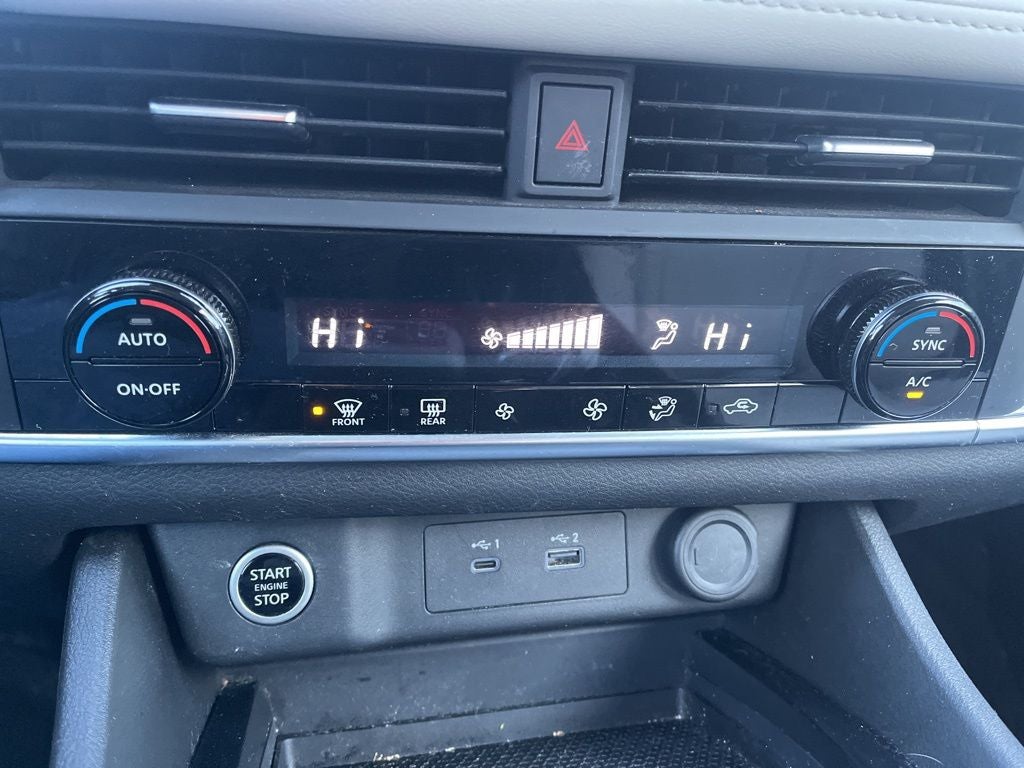 AUTO
ON·OFF
Hi
Hi
SYNC
A/C
FRONT
REAR
START
ENGINE
STOP
1
2